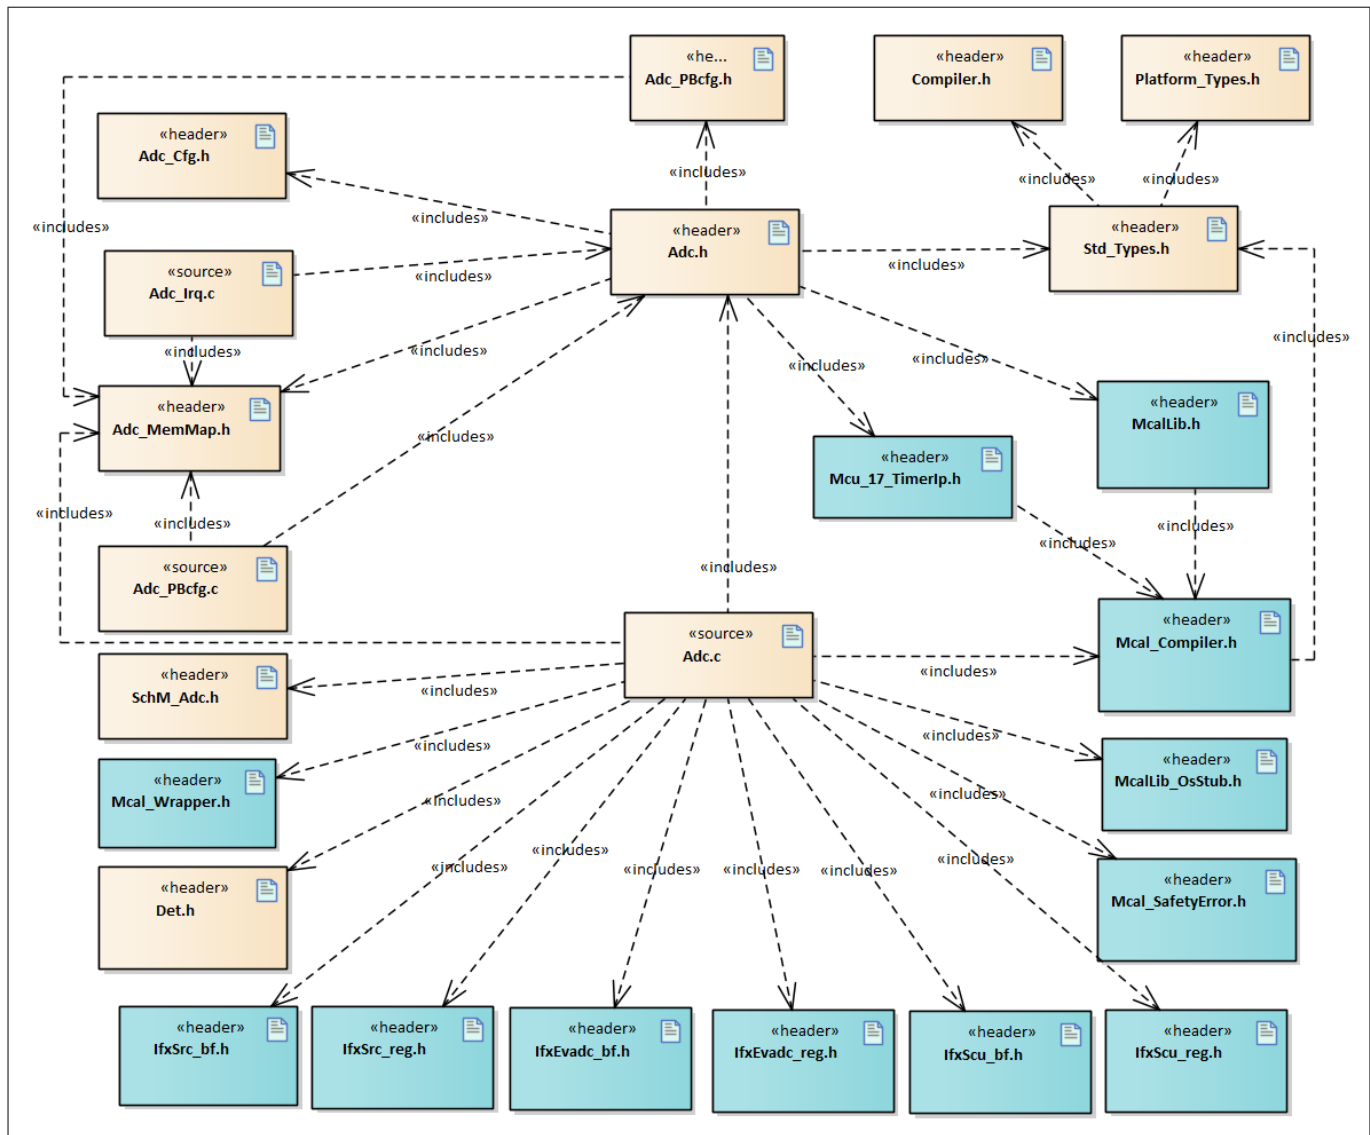 «he...
Adc_PBcfg.h
«header»
Compiler.h
«header»
Platform_Types.h
«header»
Adc_Cfg.h
«includes»
«includes»
«includes»
«includes»
«includes»
«header»
Adc.h
«header»
Std_Types.h
«source»
Adc_Irq.c
«includes»
«includes»
«includes»
«includes»
«includes»
«includes»
«includes»
«includes»
«header»
Adc_MemMap.h
«header»
McalLib.h
«includes»
«header»
Mcu_17_TimerIp.h
«includes»
«includes»
«includes»
«includes»
«source»
Adc_PBcfg.c
«includes»
«header»
Mcal_Compiler.h
«source»
Adc.c
«header»
SchM_Adc.h
«includes»
«includes»
«includes»
«includes»
«header»
Mcal_Wrapper.h
«header»
McalLib_OsStub.h
«includes»
«includes»
«includes»
«includes»
«includes»
«includes»
«includes»
«includes»
«header»
Det.h
«header»
Mcal_SafetyError.h
«header»
IfxSrc_bf.h
«header»
IfxSrc_reg.h
«header»
IfxEvadc_bf.h
«header»
IfxEvadc_reg.h
«header»
IfxScu_bf.h
«header»
IfxScu_reg.h